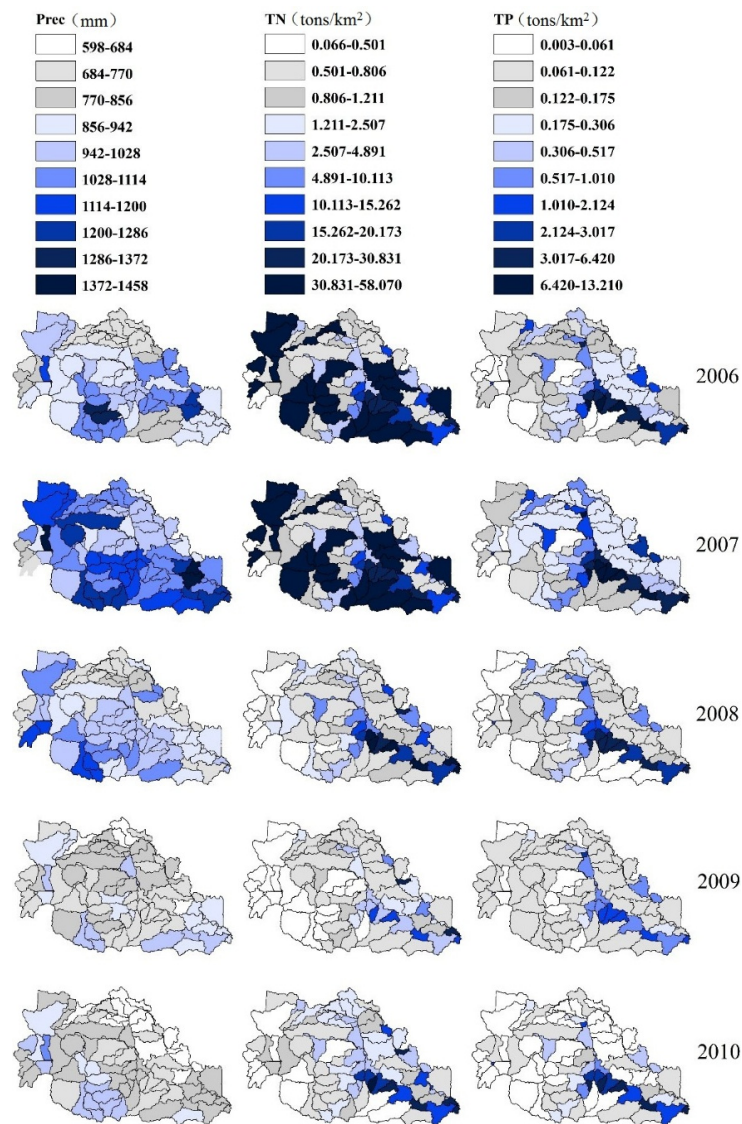 Prec（mm） TN（tons/km²） TP（tons/km²）
598-684 0.066-0.501 0.003-0.061
684-770 0.501-0.806 0.061-0.122
770-856 0.806-1.211 0.122-0.175
856-942 1.211-2.507 0.175-0.306
942-1028 2.507-4.891 0.306-0.517
1028-1114 4.891-10.113 0.517-1.010
1114-1200 10.113-15.262 1.010-2.124
1200-1286 15.262-20.173 2.124-3.017
1286-1372 20.173-30.831 3.017-6.420
1372-1458 30.831-58.070 6.420-13.210
2006
2007
2008
2009
2010